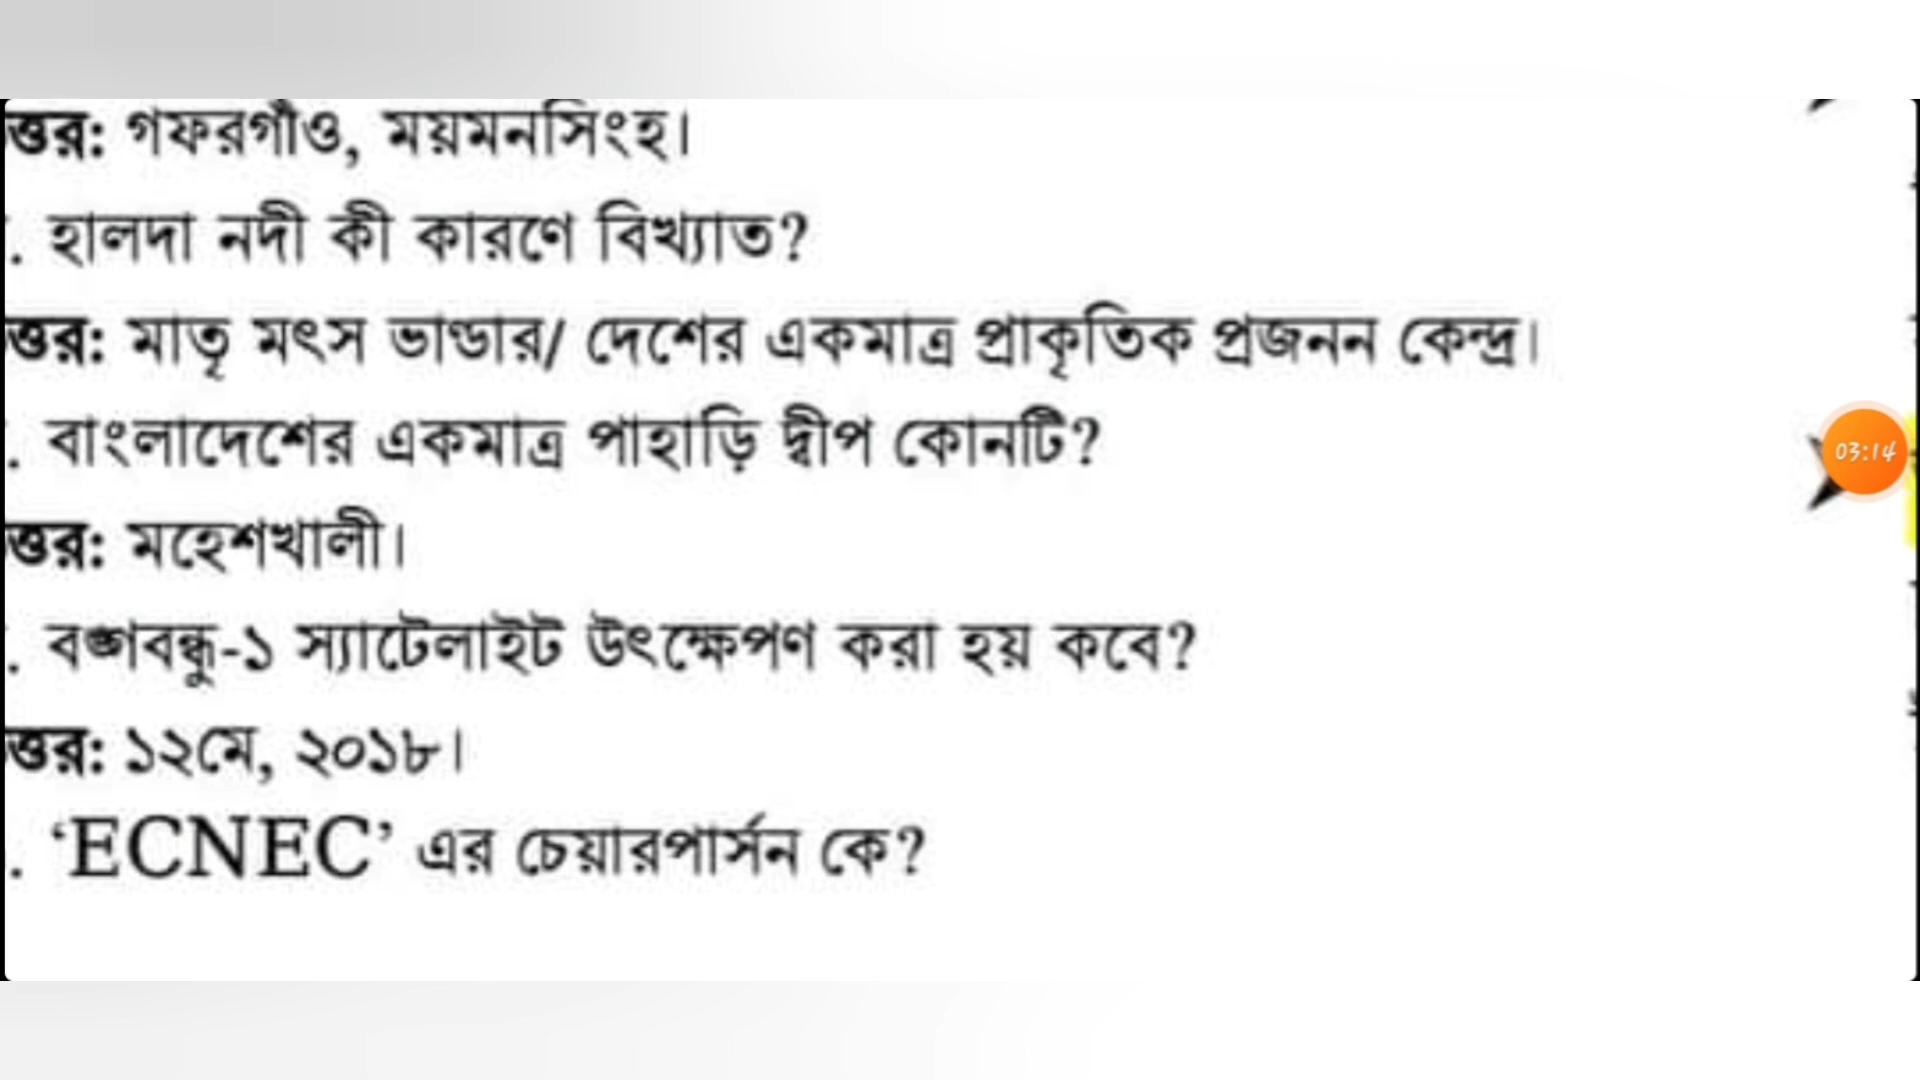 ত্তর: গফরগাঁও, ময়মনসিংহ।
. হালদা নদী কী কারণে বিখ্যাত?
ত্তর: মাতৃ মৎস ভান্ডার/ দেশের একমাত্র প্রাকৃতিক প্রজনন কেন্দ্র।
. বাংলাদেশের একমাত্র পাহাড়ি দ্বীপ কোনটি?
ত্তর: মহেশখালী।
. বঙ্গবন্ধু-১ স্যাটেলাইট উৎক্ষেপণ করা হয় কবে?
ত্তর: ১২মে, ২০১৮।
. ‘ECNEC’ এর চেয়ারপার্সন কে?
03:14